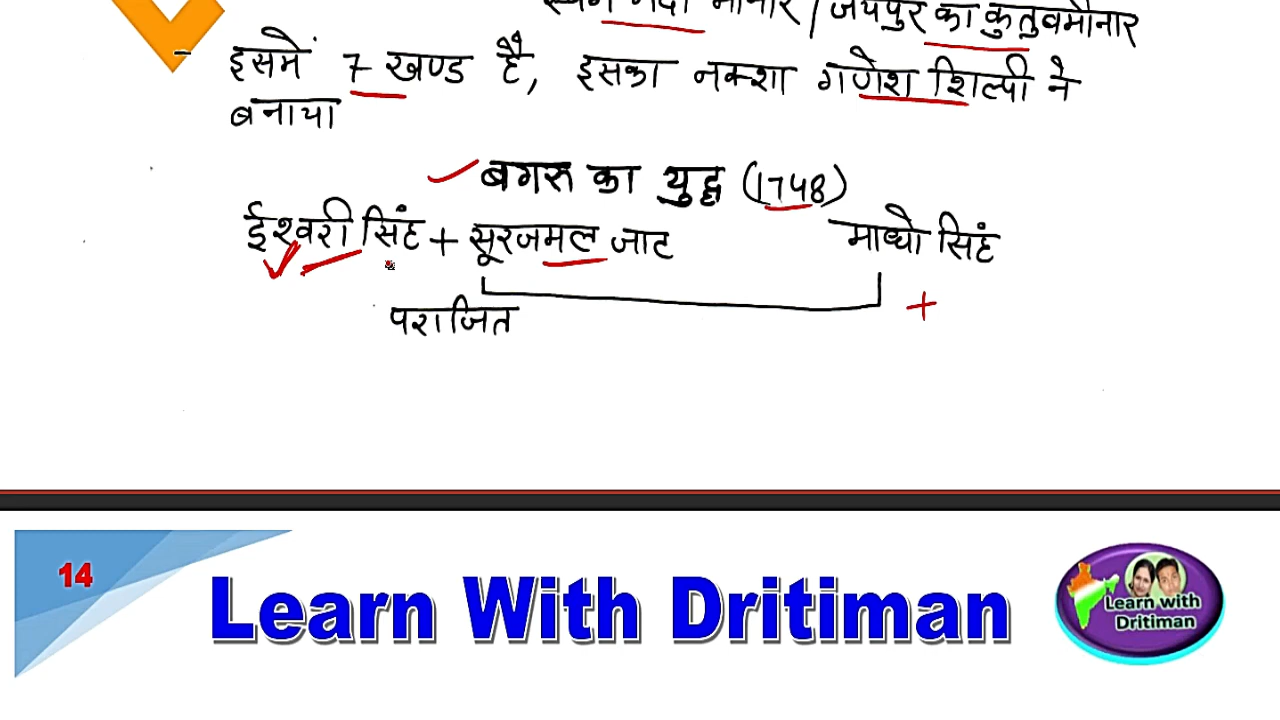 मीनार / जयपुर का कुतुबमीनार
- इसमें 7 खण्ड है, इसका नक्शा गणेश शिल्पी ने
बनाया
बगरु का युद्ध (1748)
ईश्वरी सिंह + सूरजमल जाट माधो सिंह
+
पराजित
14
Learn With Dritiman
Learn with
Dritiman